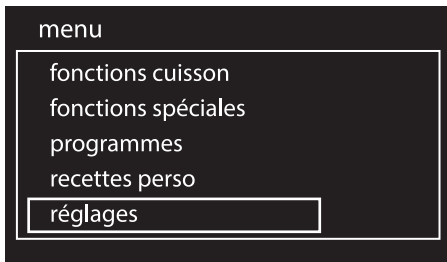 menu
fonctions cuisson
fonctions spéciales
programmes
recettes perso
réglages